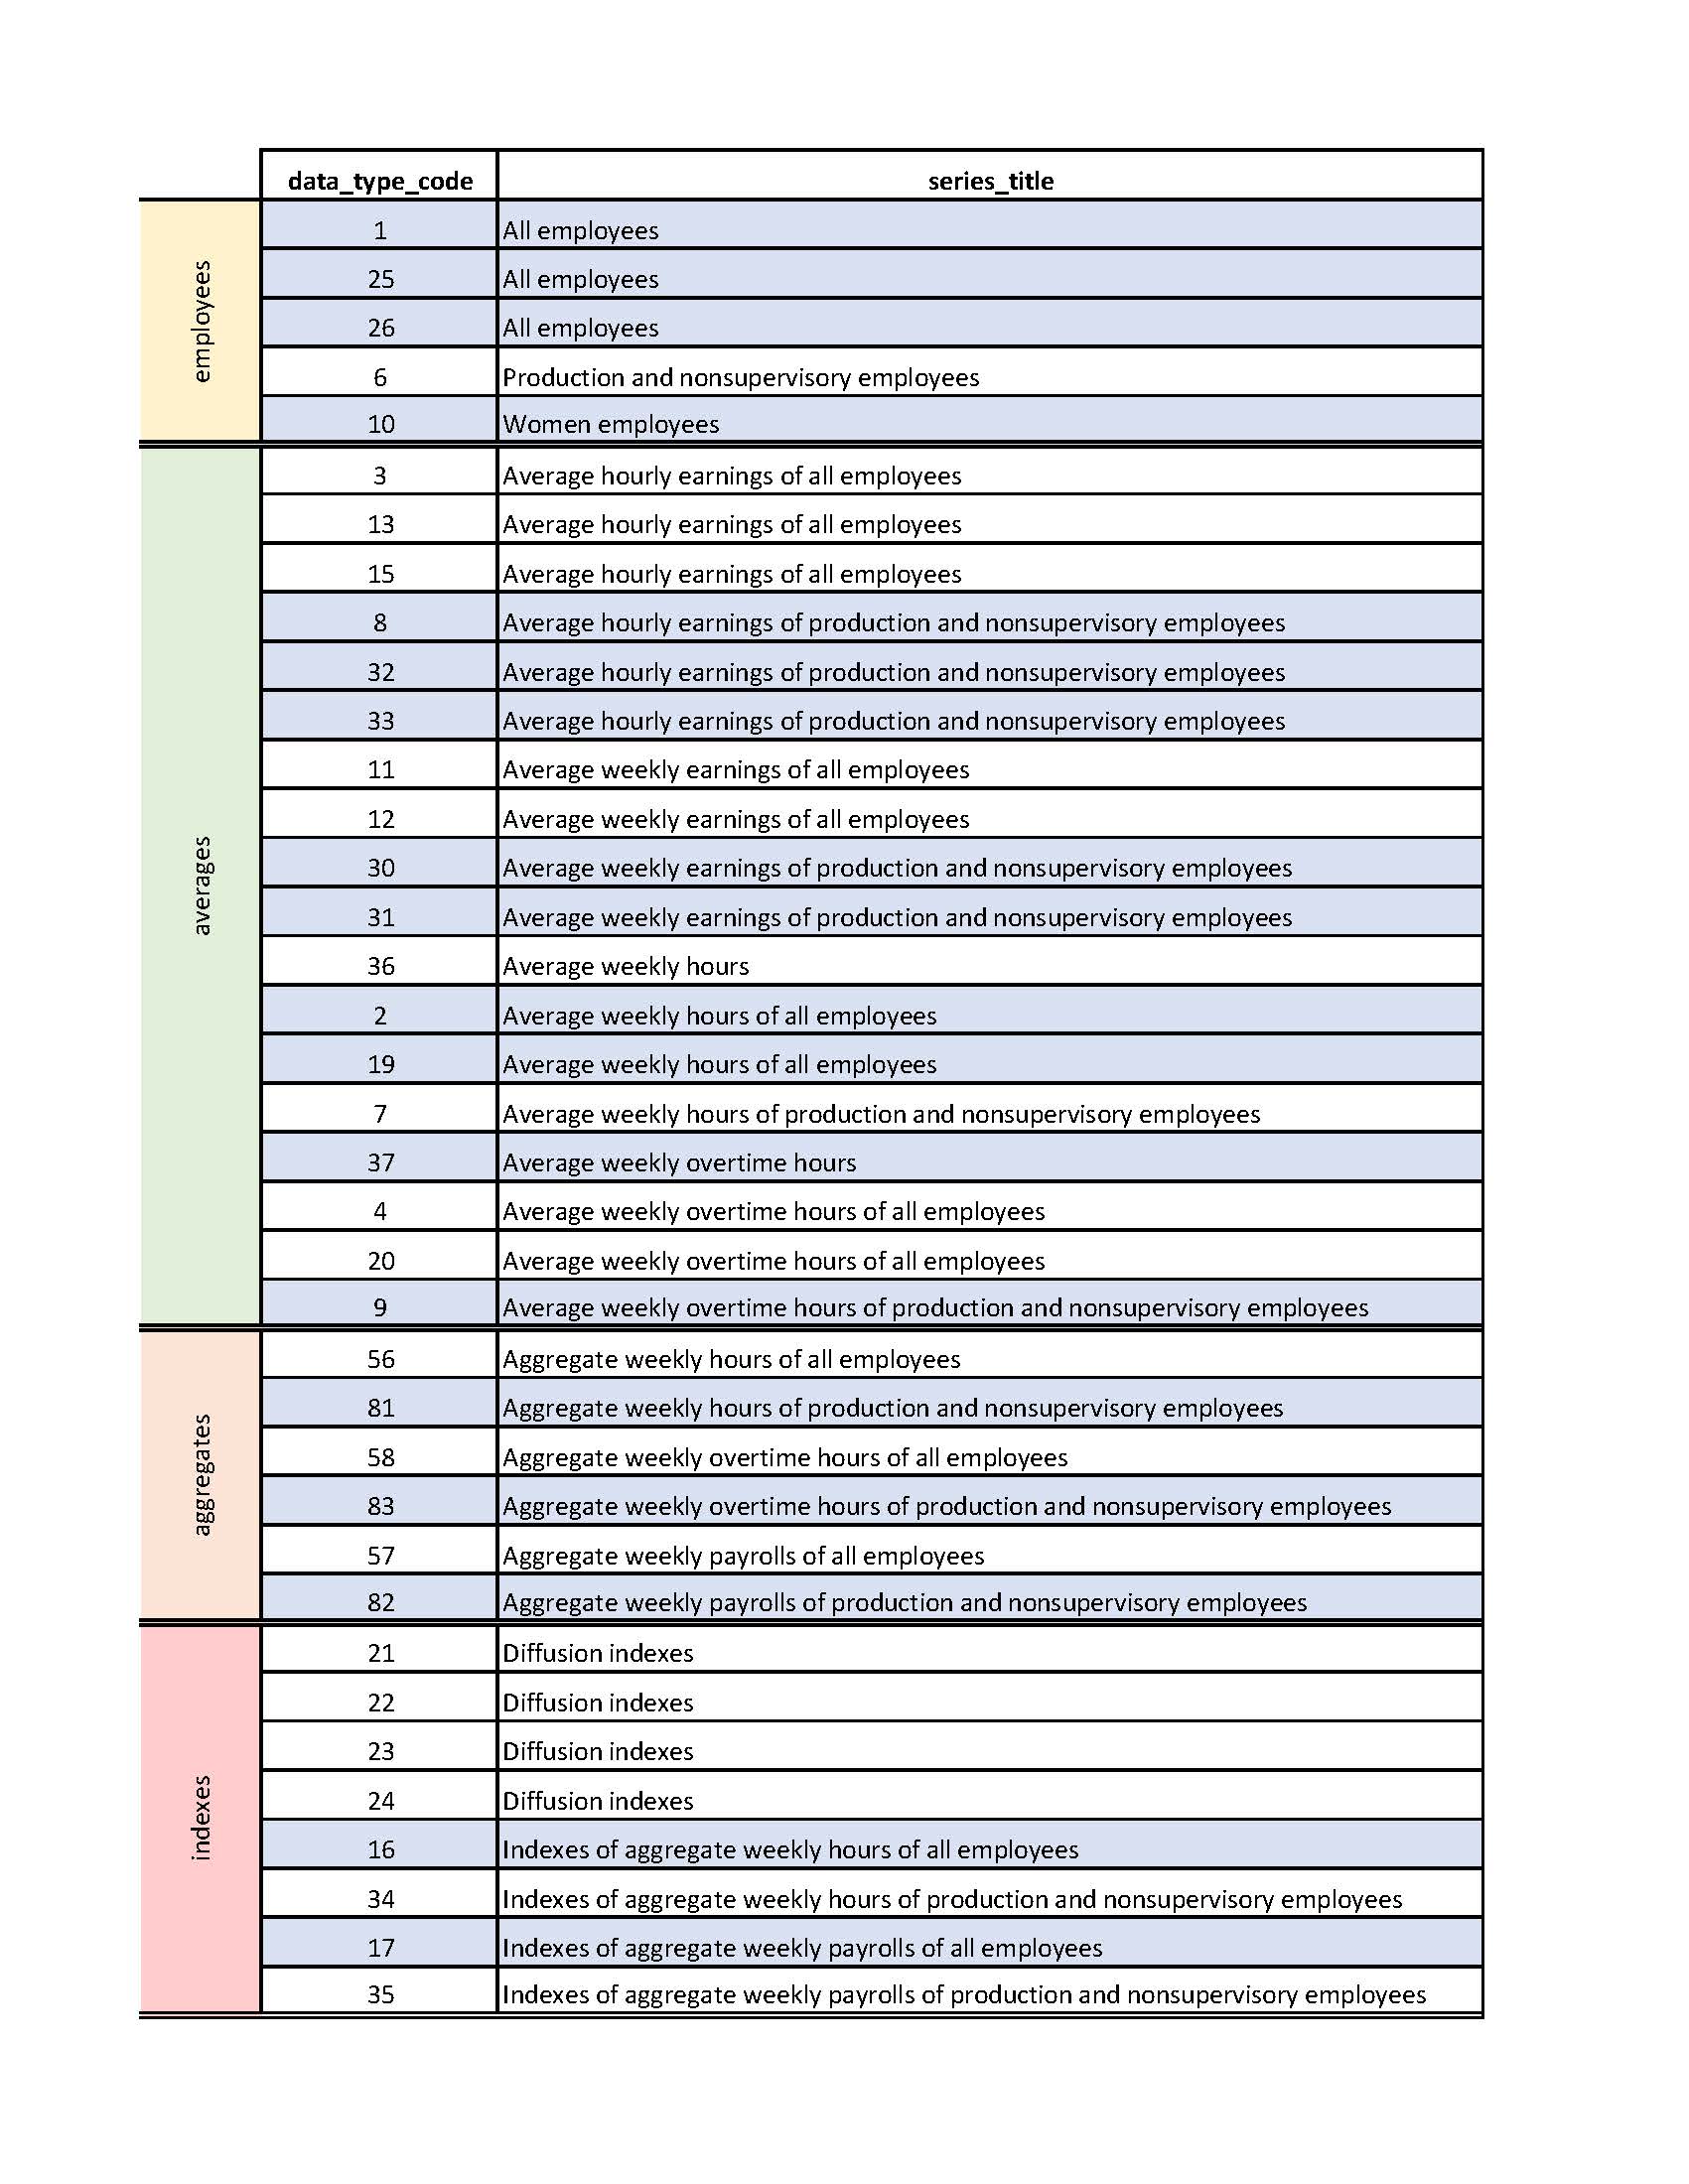 data_type_code series_title
employees
1 All employees
25 All employees
26 All employees
6 Production and nonsupervisory employees
10 Women employees
averages
3 Average hourly earnings of all employees
13 Average hourly earnings of all employees
15 Average hourly earnings of all employees
8 Average hourly earnings of production and nonsupervisory employees
32 Average hourly earnings of production and nonsupervisory employees
33 Average hourly earnings of production and nonsupervisory employees
11 Average weekly earnings of all employees
12 Average weekly earnings of all employees
30 Average weekly earnings of production and nonsupervisory employees
31 Average weekly earnings of production and nonsupervisory employees
36 Average weekly hours
2 Average weekly hours of all employees
19 Average weekly hours of all employees
7 Average weekly hours of production and nonsupervisory employees
37 Average weekly overtime hours
4 Average weekly overtime hours of all employees
20 Average weekly overtime hours of all employees
9 Average weekly overtime hours of production and nonsupervisory employees
aggregates
56 Aggregate weekly hours of all employees
81 Aggregate weekly hours of production and nonsupervisory employees
58 Aggregate weekly overtime hours of all employees
83 Aggregate weekly overtime hours of production and nonsupervisory employees
57 Aggregate weekly payrolls of all employees
82 Aggregate weekly payrolls of production and nonsupervisory employees
indexes
21 Diffusion indexes
22 Diffusion indexes
23 Diffusion indexes
24 Diffusion indexes
16 Indexes of aggregate weekly hours of all employees
34 Indexes of aggregate weekly hours of production and nonsupervisory employees
17 Indexes of aggregate weekly payrolls of all employees
35 Indexes of aggregate weekly payrolls of production and nonsupervisory employees